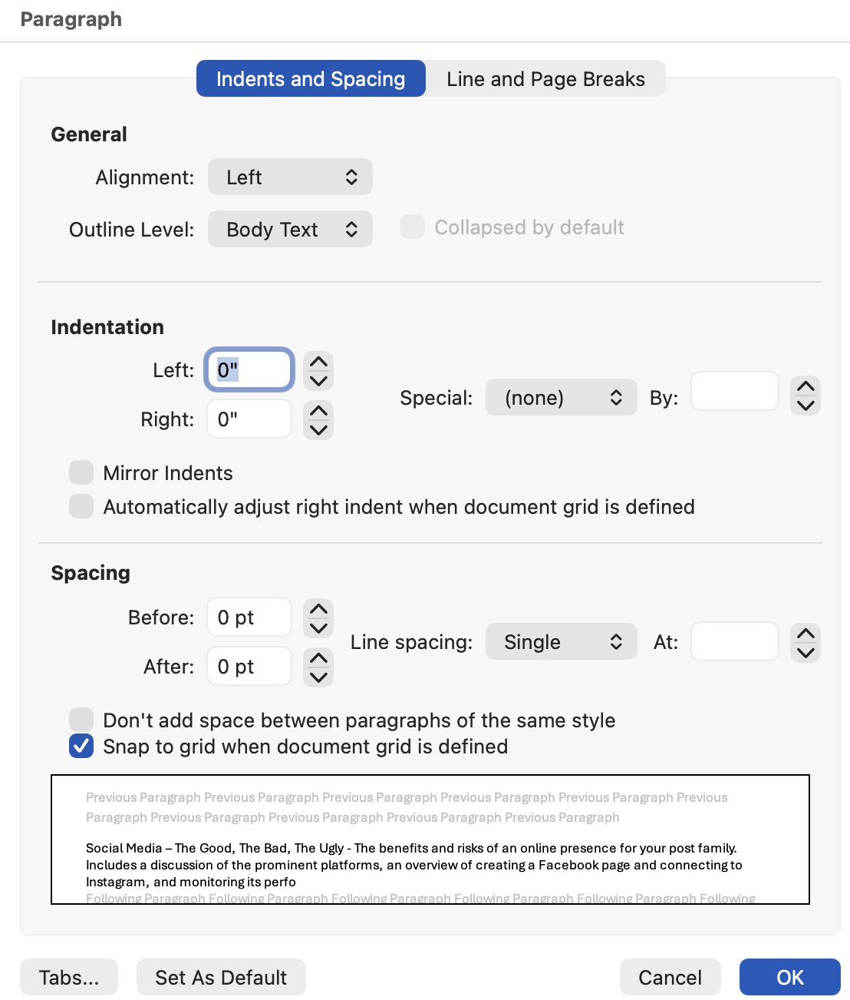 Paragraph
Indents and Spacing Line and Page Breaks
General
Alignment: Left
Outline Level: Body Text Collapsed by default
Indentation
Left: 0"
Special: (none) By:
Right: 0"
Mirror Indents
Automatically adjust right indent when document grid is defined
Spacing
Before: 0 pt
Line spacing: Single At:
After: 0 pt
Don't add space between paragraphs of the same style
Snap to grid when document grid is defined
Previous Paragraph Previous Paragraph Previous Paragraph Previous Paragraph Previous Paragraph Previous
Paragraph Previous Paragraph Previous Paragraph Previous Paragraph Previous Paragraph
Social Media – The Good, The Bad, The Ugly - The benefits and risks of an online presence for your post family.
Includes a discussion of the prominent platforms, an overview of creating a Facebook page and connecting to
Instagram, and monitoring its perfo
Following Paragraph Following Paragraph Following Paragraph Following Paragraph Following Paragraph Following
Tabs... Set As Default Cancel OK